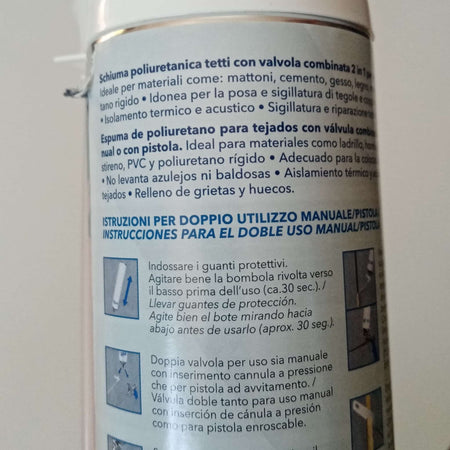 Schiuma poliuretanica tetti con valvola combinata 2 in 1
Ideale per materiali come: mattoni, cemento, gesso, legno,
tano rigido • Idonea per la posa e sigillatura di tegole e
• Isolamento termico e acustico • Sigillatura e riparazione
Espuma de poliuretano para tejados con válvula
nual o con pistola. Ideal para materiales como ladrillo,
stireno, PVC y poliuretano rígido • Adecuado para la
• No levanta azulejos ni baldosas • Aislamiento térmico y
tejados • Relleno de grietas y huecos.
ISTRUZIONI PER DOPPIO UTILIZZO MANUALE/PISTOLA
INSTRUCCIONES PARA EL DOBLE USO MANUAL/PISTOLA
Indossare i guanti protettivi.
Agitare bene la bombola rivolta verso
il basso prima dell'uso (ca.30 sec.). /
Llevar guantes de protección.
Agite bien el bote mirando hacia
abajo antes de usarlo (aprox. 30 seg.).
Doppia valvola per uso sia manuale
con inserimento cannula a pressione
che per pistola ad avvitamento. /
Válvula doble tanto para uso manual
con inserción de cánula a presión
como para pistola enroscable.